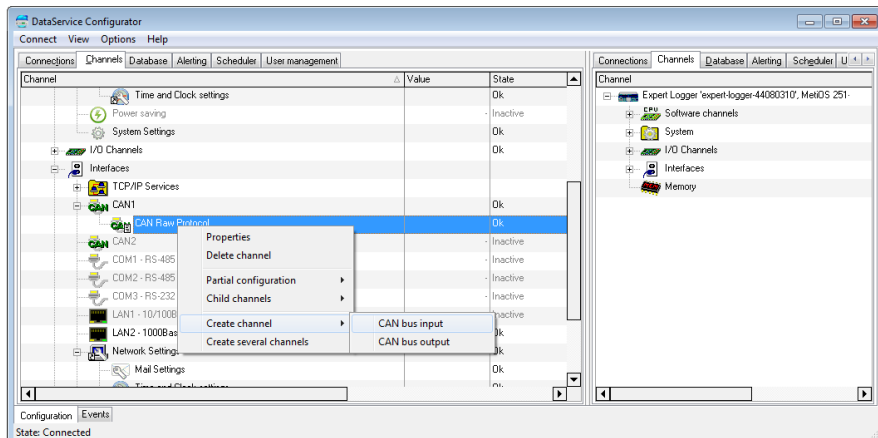 DataService Configurator
Connect View Options Help
Connections Channels Database Alerting Scheduler User management
Channel Value State
Time and Clock settings Ok
Power saving - Inactive
System Settings Ok
I/O Channels Ok
Interfaces
TCP/IP Services
CAN1 Ok
CAN Raw Protocol Ok
CAN2 - Inactive
COM1 - RS-485 - Inactive
COM2 - RS-485 - Inactive
COM3 - RS-232 - Inactive
LAN1 - 10/100B
LAN2 - 1000Bas
Network Settings
Mail Settings Ok
Time and Clock settings Ok
Properties
Delete channel
Partial configuration
Child channels
Create channel
Create several channels
CAN bus input
CAN bus output
Connections Channels Database Alerting Scheduler U
Channel
Expert Logger 'expert-logger-44080310', MetiOS 251-
CPU Software channels
System
I/O Channels
Interfaces
Memory
Configuration Events
State: Connected